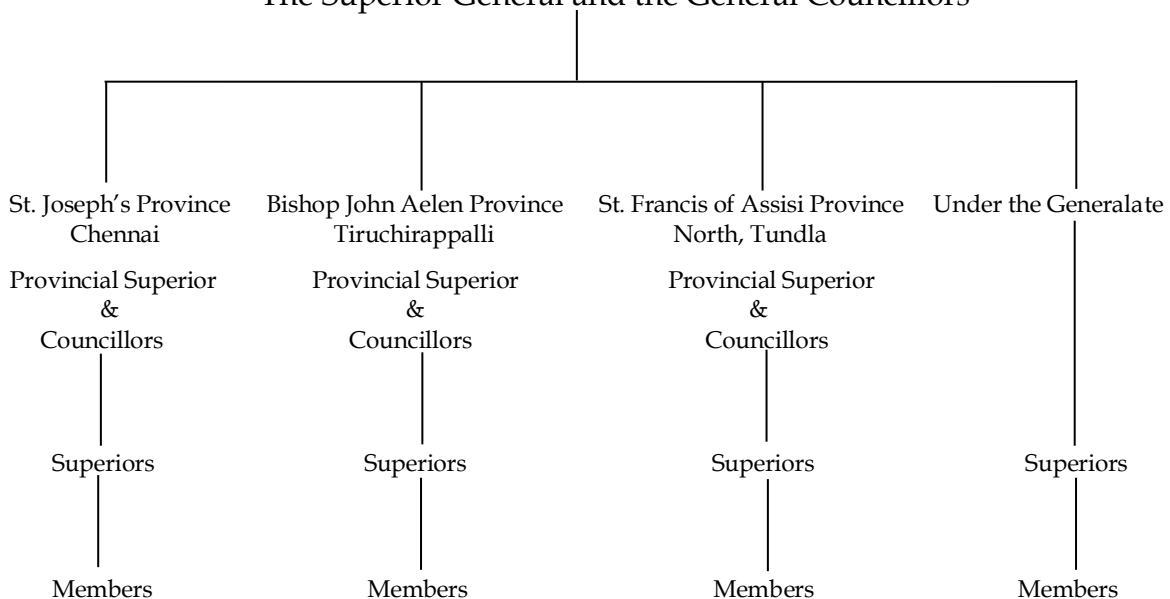 The Superior General and the General Councillors
St. Joseph's Province
Chennai
Provincial Superior
&
Councillors
Superiors
Members
Bishop John Aelen Province
Tiruchirappalli
Provincial Superior
&
Councillors
Superiors
Members
St. Francis of Assisi Province
North, Tundla
Provincial Superior
&
Councillors
Superiors
Members
Under the Generalate
Superiors
Members